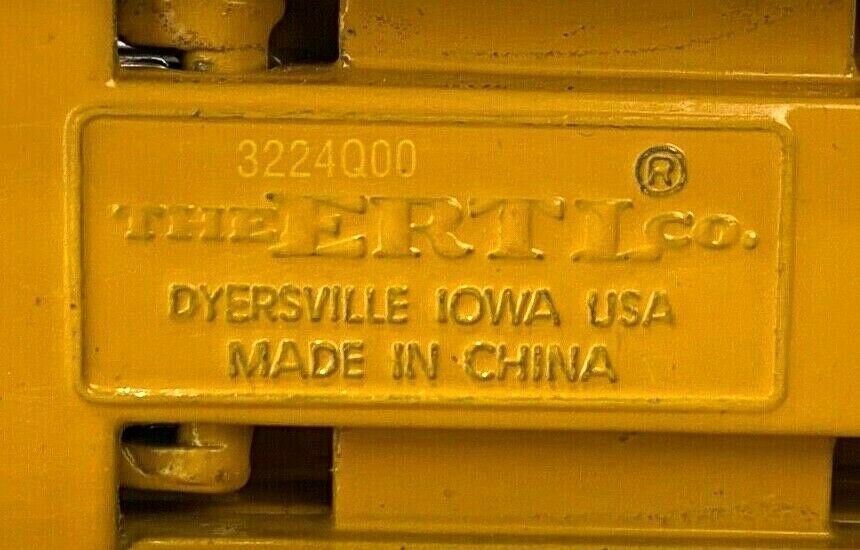 3224Q00
THE ERTL CO. ®
DYERSVILLE IOWA USA
MADE IN CHINA